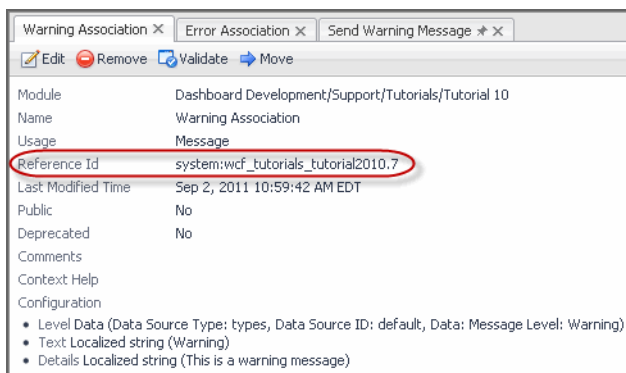 Warning Association Error Association Send Warning Message
Edit Remove Validate Move
Module Dashboard Development/Support/Tutorials/Tutorial 10
Name Warning Association
Usage Message
Reference Id system:wcf_tutorials_tutorial2010.7
Last Modified Time Sep 2, 2011 10:59:42 AM EDT
Public No
Deprecated No
Comments
Context Help
Configuration
• Level Data (Data Source Type: types, Data Source ID: default, Data: Message Level: Warning)
• Text Localized string (Warning)
• Details Localized string (This is a warning message)